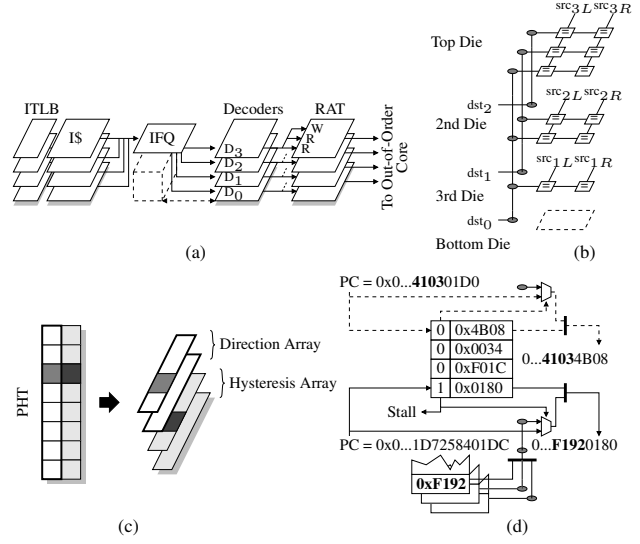 ITLB
I$
IFQ
Decoders
RAT
D3
D2
D1
D0
W
R
R
To Out-of-Order
Core
(a)
src3L src3R
Top Die
src2L src2R
dst2
2nd Die
src1L src1R
dst1
3rd Die
dst0
Bottom Die
(b)
PHT
Direction Array
Hysteresis Array
(c)
PC = 0x0...410301D0
0 0x4B08
0 0x0034
0 0xF01C
1 0x0180
0...41034B08
Stall
PC = 0x0...1D7258401DC
0...F1920180
0xF192
(d)